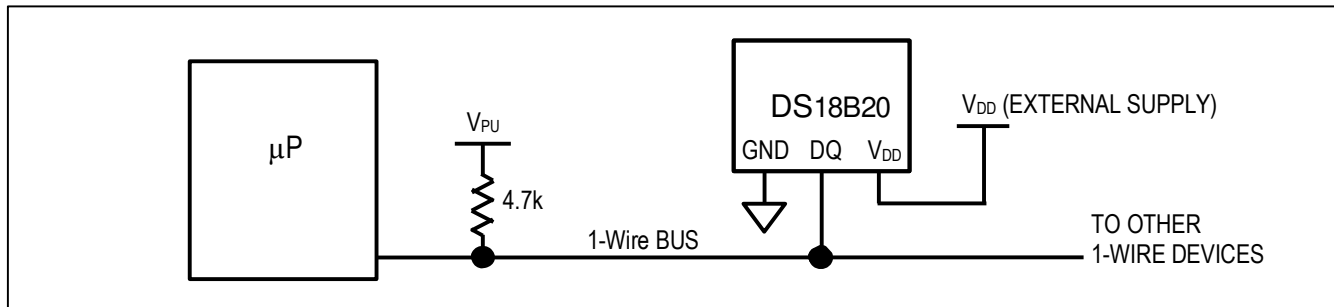 DS18B20
V_DD (EXTERNAL SUPPLY)
V_PU
μP
GND DQ V_DD
4.7k
1-Wire BUS
TO OTHER
1-WIRE DEVICES